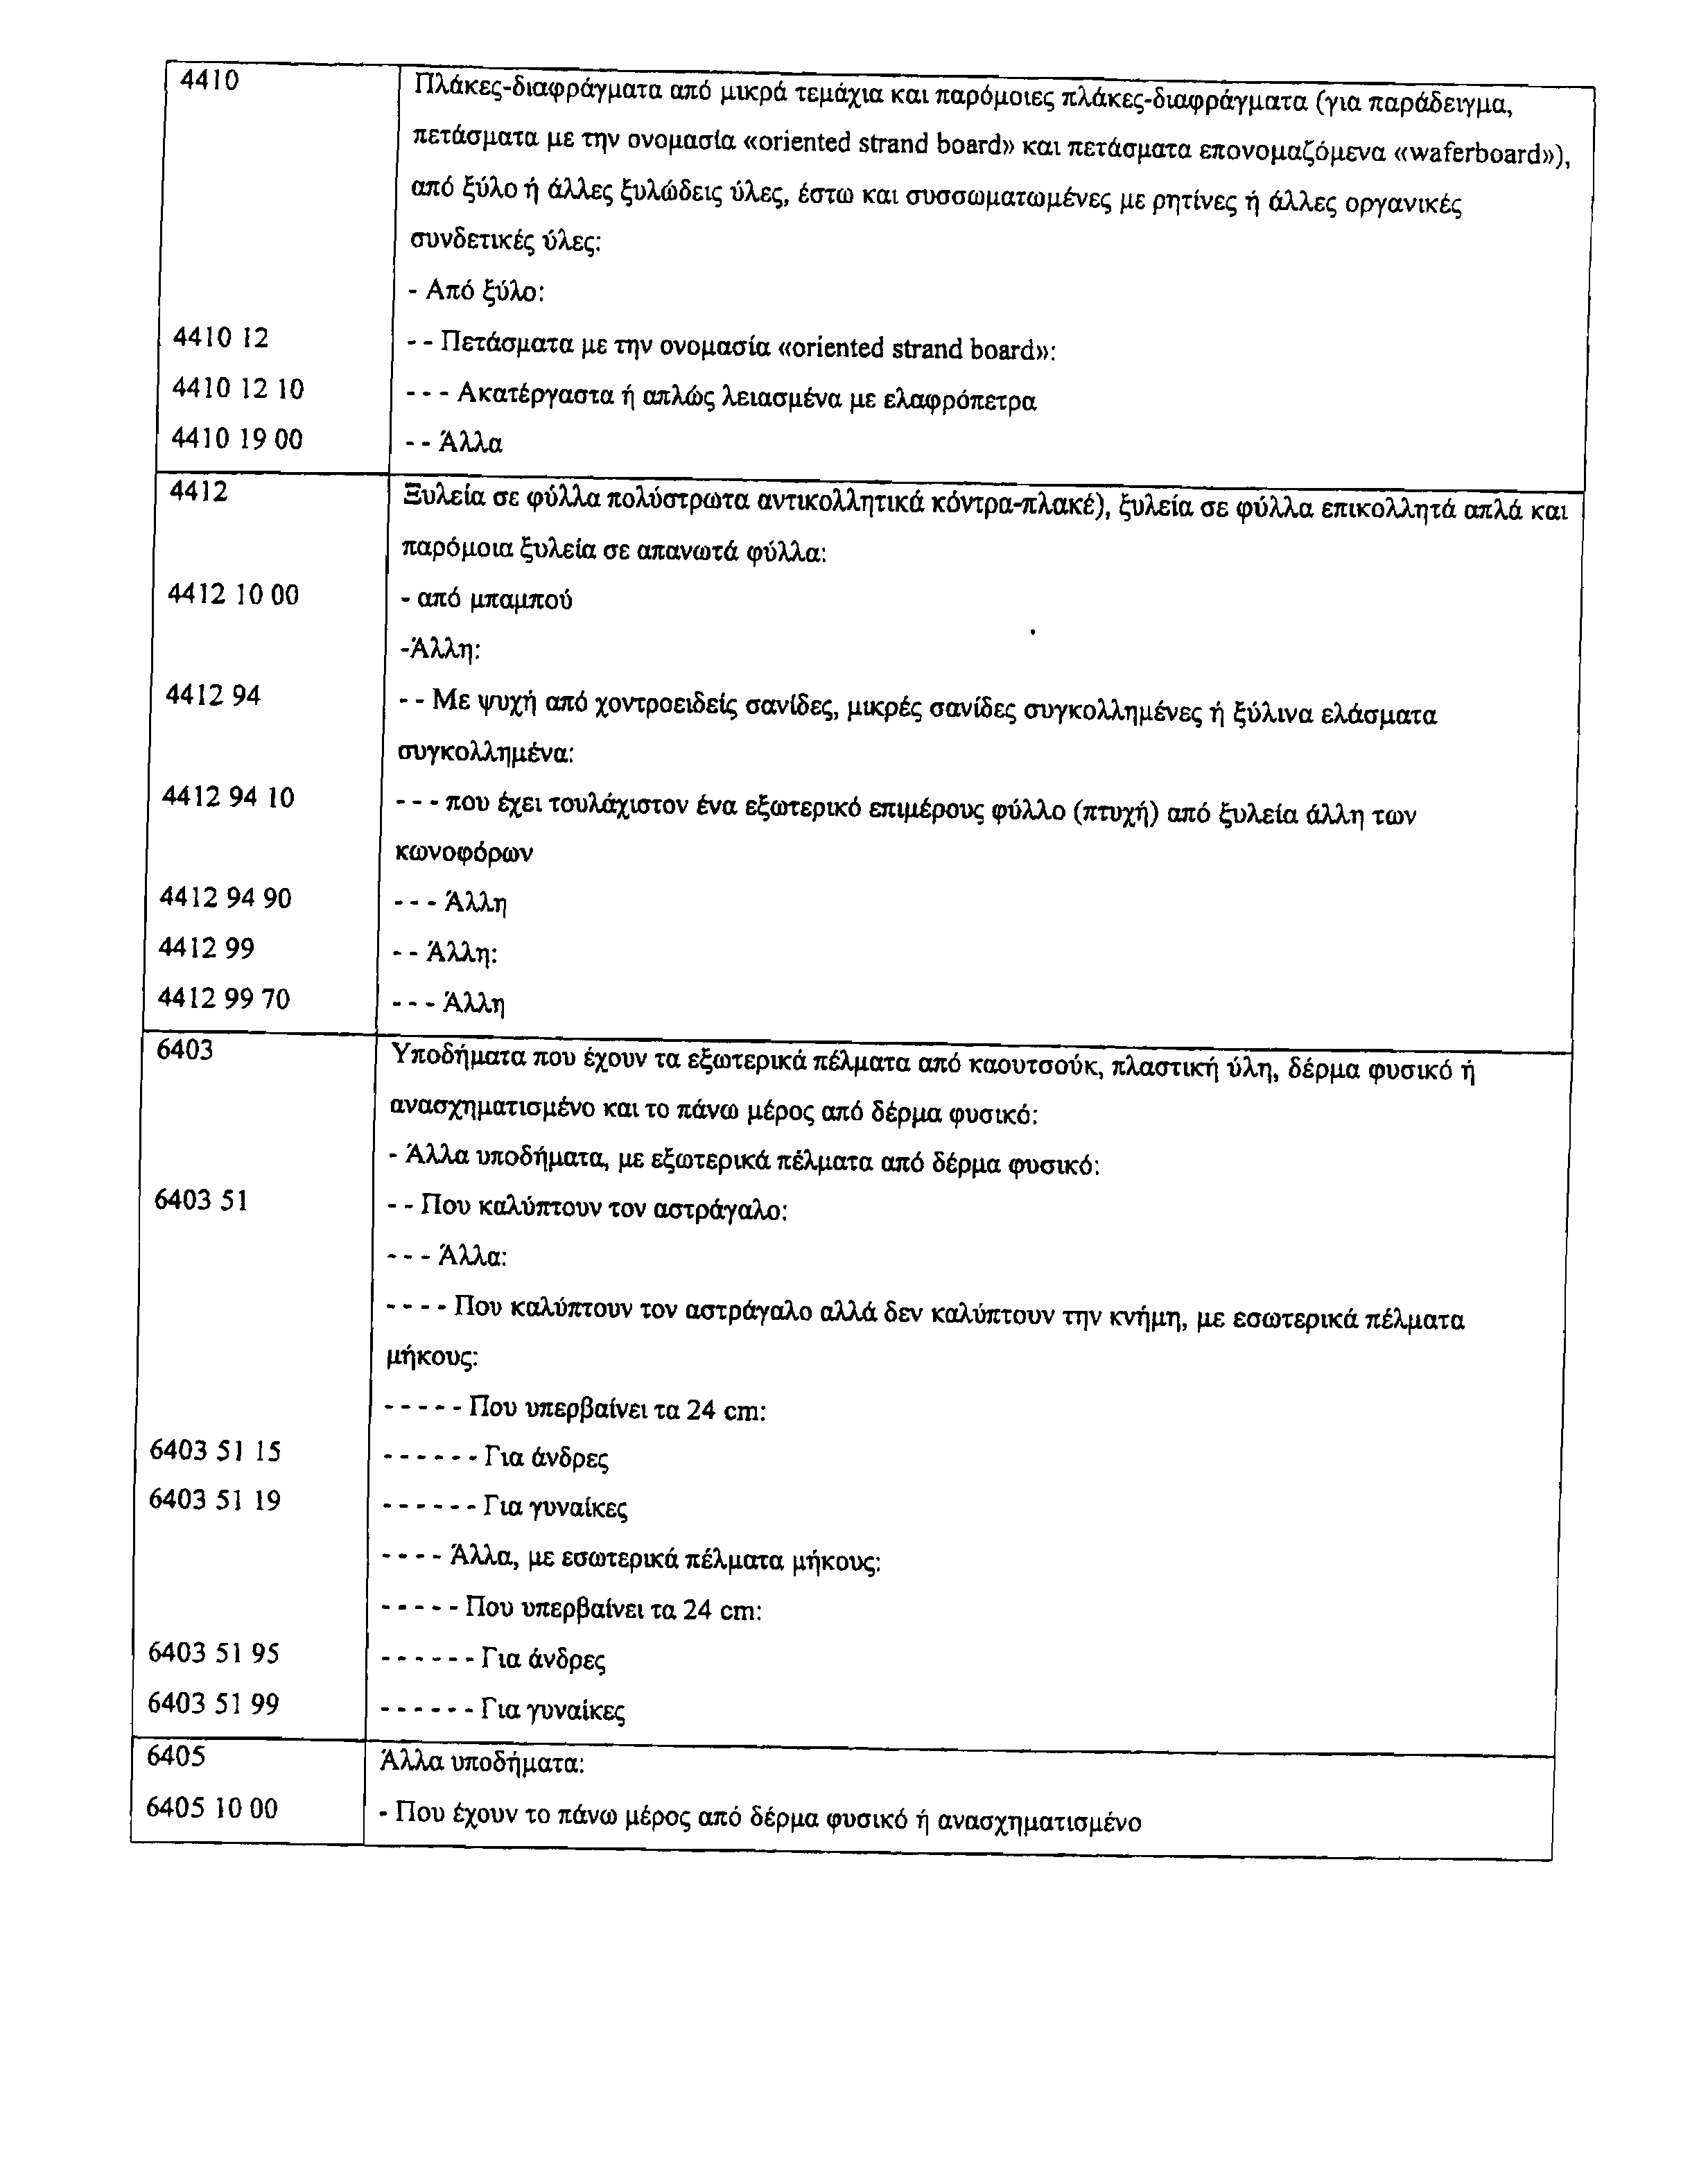 4410 Πλάκες-διαφράγματα από μικρά τεμάχια και παρόμοιες πλάκες-διαφράγματα (για παράδειγμα,
πετάσματα με την ονομασία «oriented strand board» και πετάσματα επονομαζόμενα «waferboard»),
από ξύλο ή άλλες ξυλώδεις ύλες, έστω και συσσωματωμένες με ρητίνες ή άλλες οργανικές
συνδετικές ύλες:
- Από ξύλο:
4410 12 - - Πετάσματα με την ονομασία «oriented strand board»:
4410 12 10 - - - Ακατέργαστα ή απλώς λειασμένα με ελαφρόπετρα
4410 19 00 - - Άλλα
4412 Ξυλεία σε φύλλα πολύστρωτα αντικολλητικά κόντρα-πλακέ), ξυλεία σε φύλλα επικολλητά απλά και
παρόμοια ξυλεία σε απανωτά φύλλα:
4412 10 00 - από μπαμπού
-Άλλη:
4412 94 - - Με ψυχή από χοντροειδείς σανίδες, μικρές σανίδες συγκολλημένες ή ξύλινα ελάσματα
συγκολλημένα:
4412 94 10 - - - που έχει τουλάχιστον ένα εξωτερικό επιμέρους φύλλο (πτυχή) από ξυλεία άλλη των
κωνοφόρων
4412 94 90 - - - Άλλη
4412 99 - - Άλλη:
4412 99 70 - - - Άλλη
6403 Υποδήματα που έχουν τα εξωτερικά πέλματα από καουτσούκ, πλαστική ύλη, δέρμα φυσικό ή
ανασχηματισμένο και το πάνω μέρος από δέρμα φυσικό:
- Άλλα υποδήματα, με εξωτερικά πέλματα από δέρμα φυσικό:
6403 51 - - Που καλύπτουν τον αστράγαλο:
- - - Άλλα:
- - - - Που καλύπτουν τον αστράγαλο αλλά δεν καλύπτουν την κνήμη, με εσωτερικά πέλματα
μήκους:
- - - - - Που υπερβαίνει τα 24 cm:
6403 51 15 - - - - - - Για άνδρες
6403 51 19 - - - - - - Για γυναίκες
- - - - Άλλα, με εσωτερικά πέλματα μήκους:
- - - - - Που υπερβαίνει τα 24 cm:
6403 51 95 - - - - - - Για άνδρες
6403 51 99 - - - - - - Για γυναίκες
6405 Άλλα υποδήματα:
6405 10 00 - Που έχουν το πάνω μέρος από δέρμα φυσικό ή ανασχηματισμένο